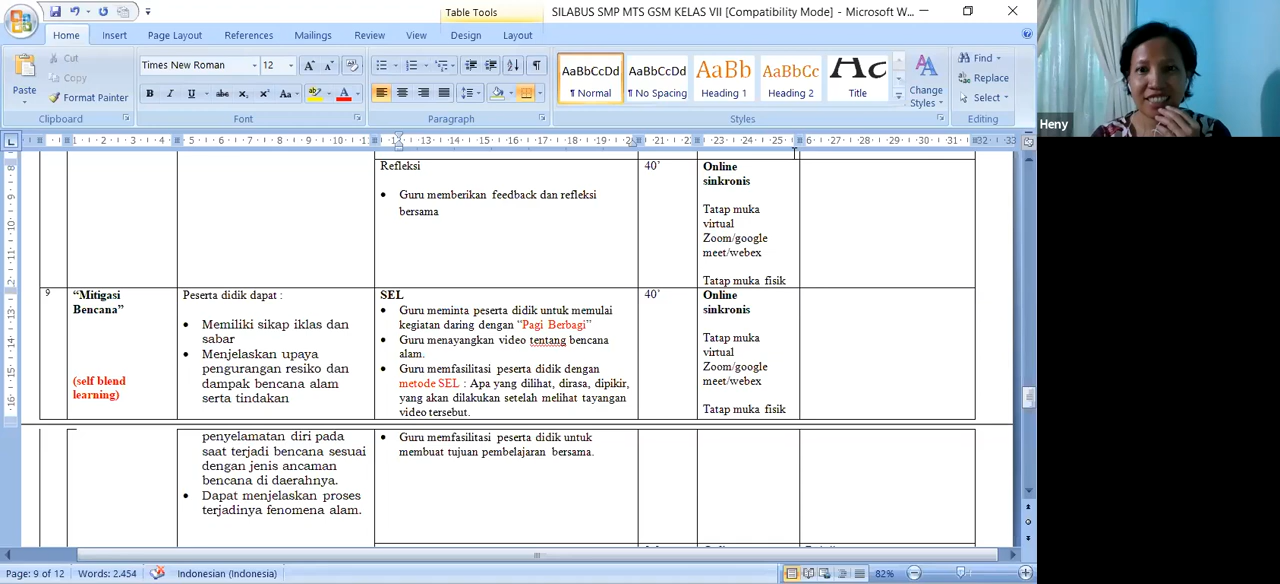 Table Tools
SILABUS SMP MTS GSM KELAS VII [Compatibility Mode] - Microsoft W...
Home Insert Page Layout References Mailings Review View Design Layout
Paste
Cut
Copy
Format Painter
Clipboard
Times New Roman 12
Font
Paragraph
AaBbCcDd AaBbCcDd AaBb AaBbCc AaBb
¶ Normal ¶ No Spacing Heading 1 Heading 2 Title
Styles
Change
Styles
Find
Replace
Select
Editing
Heny
Refleksi
• Guru memberikan feedback dan refleksi
bersama
40’
Online
sinkronis
Tatap muka
virtual
Zoom/google
meet/webex
Tatap muka fisik
9
“Mitigasi
Bencana”
(self blend
learning)
Peserta didik dapat :
• Memiliki sikap iklas dan
sabar
• Menjelaskan upaya
pengurangan resiko dan
dampak bencana alam
serta tindakan
penyelamatan diri pada
saat terjadi bencana sesuai
dengan jenis ancaman
bencana di daerahnya.
• Dapat menjelaskan proses
terjadinya fenomena alam.
SEL
• Guru meminta peserta didik untuk memulai
kegiatan daring dengan “Pagi Berbagi”
• Guru menayangkan video tentang bencana
alam.
• Guru memfasilitasi peserta didik dengan
metode SEL : Apa yang dilihat, dirasa, dipikir,
yang akan dilakukan setelah melihat tayangan
video tersebut.
• Guru memfasilitasi peserta didik untuk
membuat tujuan pembelajaran bersama.
40’
Online
sinkronis
Tatap muka
virtual
Zoom/google
meet/webex
Tatap muka fisik
Page: 9 of 12 Words: 2.454 Indonesian (Indonesia) 82%